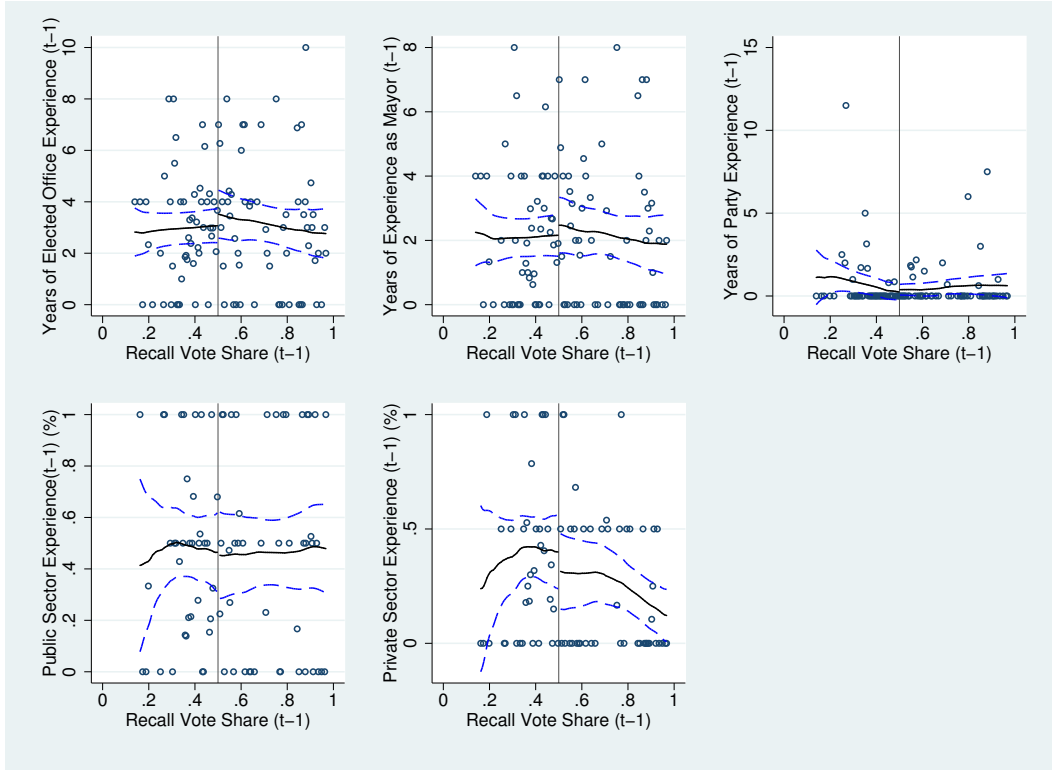 Years of Elected Office Experience (t−1)
0 2 4 6 8 10
0 .2 .4 .6 .8 1
Recall Vote Share (t−1)
Years of Experience as Mayor (t−1)
0 2 4 6 8
0 .2 .4 .6 .8 1
Recall Vote Share (t−1)
Years of Party Experience (t−1)
0 5 10 15
0 .2 .4 .6 .8 1
Recall Vote Share (t−1)
Public Sector Experience(t−1) (%)
0 .2 .4 .6 .8 1
0 .2 .4 .6 .8 1
Recall Vote Share (t−1)
Private Sector Experience(t−1) (%)
0 .5 1
0 .2 .4 .6 .8 1
Recall Vote Share (t−1)